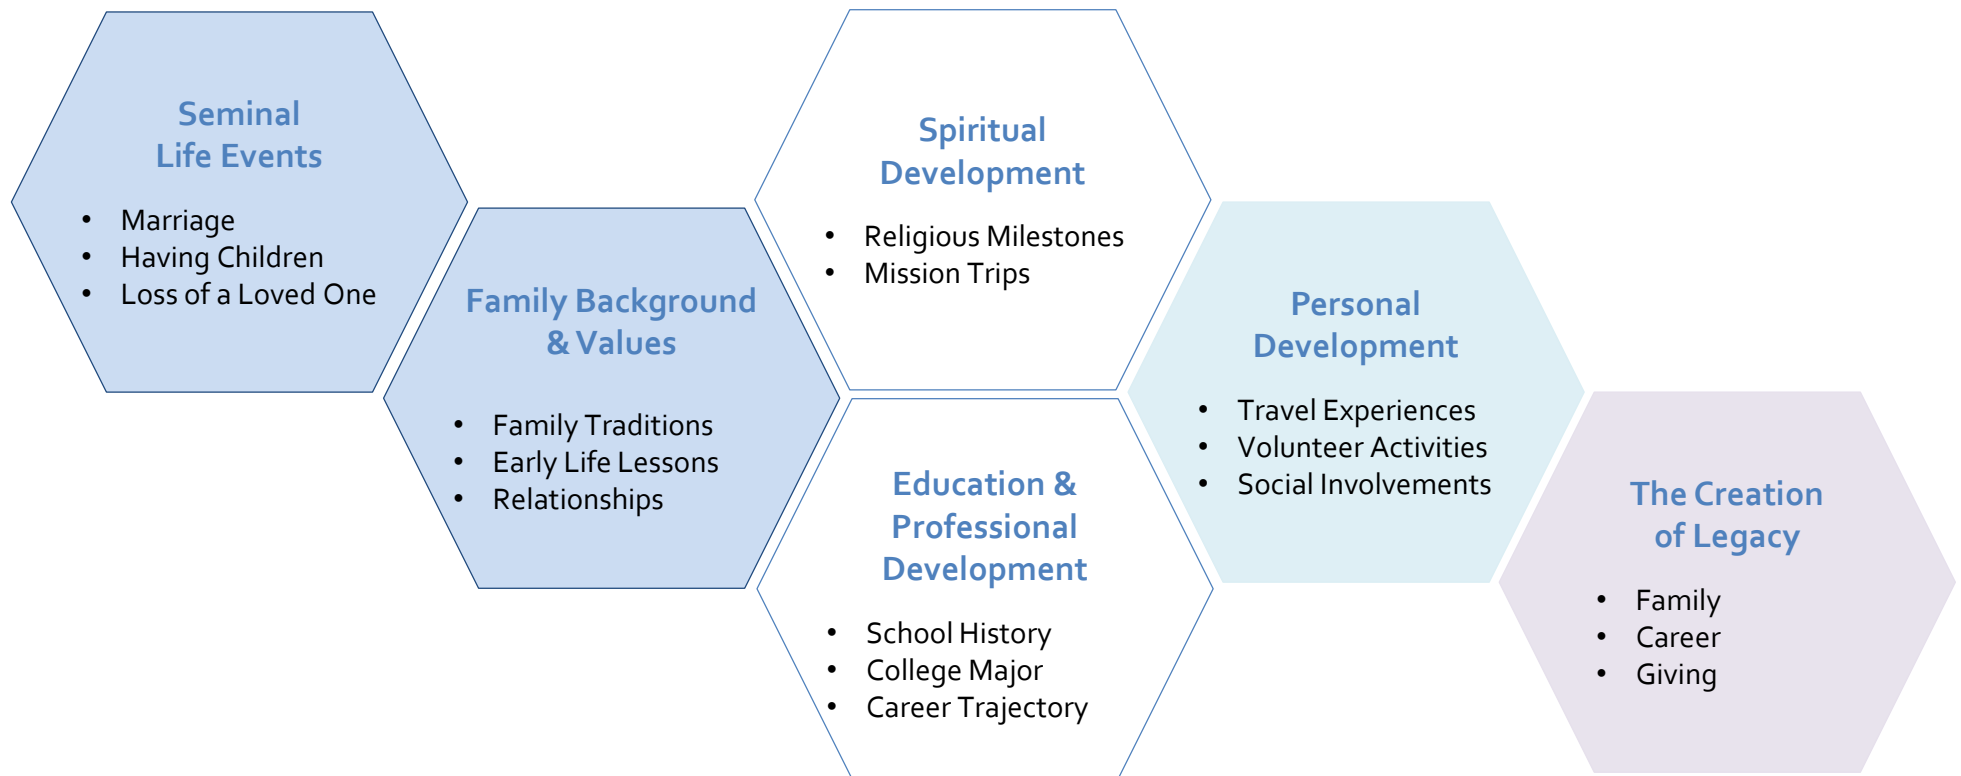 Seminal
Life Events
• Marriage
• Having Children
• Loss of a Loved One
Family Background
& Values
• Family Traditions
• Early Life Lessons
• Relationships
Spiritual
Development
• Religious Milestones
• Mission Trips
Education &
Professional
Development
• School History
• College Major
• Career Trajectory
Personal
Development
• Travel Experiences
• Volunteer Activities
• Social Involvements
The Creation
of Legacy
• Family
• Career
• Giving